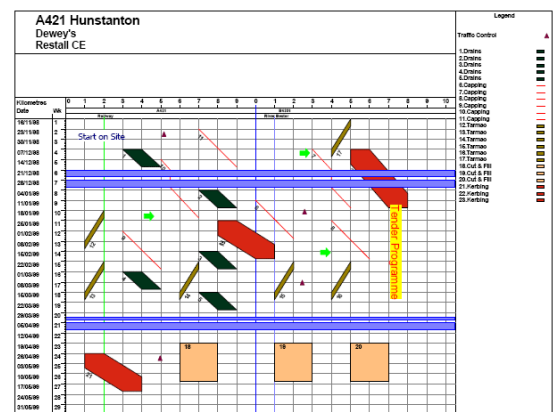 A421 Hunstanton
Dewey's
Restall CE
Legend
Traffic Control
1.Drains
2.Drains
3.Drains
4.Drains
5.Drains
6.Capping
7.Capping
8.Capping
9.Capping
10.Capping
11.Capping
12.Tarmac
13.Tarmac
14.Tarmac
15.Tarmac
16.Tarmac
17.Tarmac
18.Cut & Fill
19.Cut & Fill
20.Cut & Fill
21.Kerbing
22.Kerbing
23.Kerbing
Kilometres 0 1 2 3 4 5 6 7 8 9 0 1 2 3 4 5 6 7 8 9 10
Date Wk
Railway
16/11/98 1
23/11/98 2
30/11/98 3
07/12/98 4
14/12/98 5
21/12/98 6
28/12/98 7
04/01/99 8
11/01/99 9
18/01/99 10
25/01/99 11
01/02/99 12
08/02/99 13
15/02/99 14
22/02/99 15
01/03/99 16
08/03/99 17
15/03/99 18
22/03/99 19
29/03/99 20
05/04/99 21
12/04/99 22
19/04/99 23
26/04/99 24
03/05/99 25
10/05/99 26
17/05/99 27
24/05/99 28
31/05/99 29
Start on Site
Tender Programme
12
13
14
15
16
17
18
19
20
23